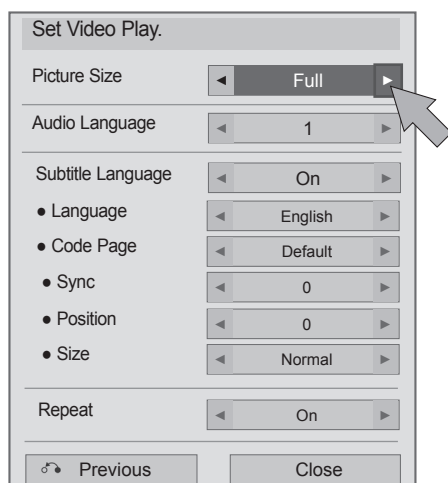 Set Video Play.
Picture Size ◄ Full ►
Audio Language ◄ 1 ►
Subtitle Language ◄ On ►
● Language ◄ English ►
● Code Page ◄ Default ►
● Sync ◄ 0 ►
● Position ◄ 0 ►
● Size ◄ Normal ►
Repeat ◄ On ►
Previous Close